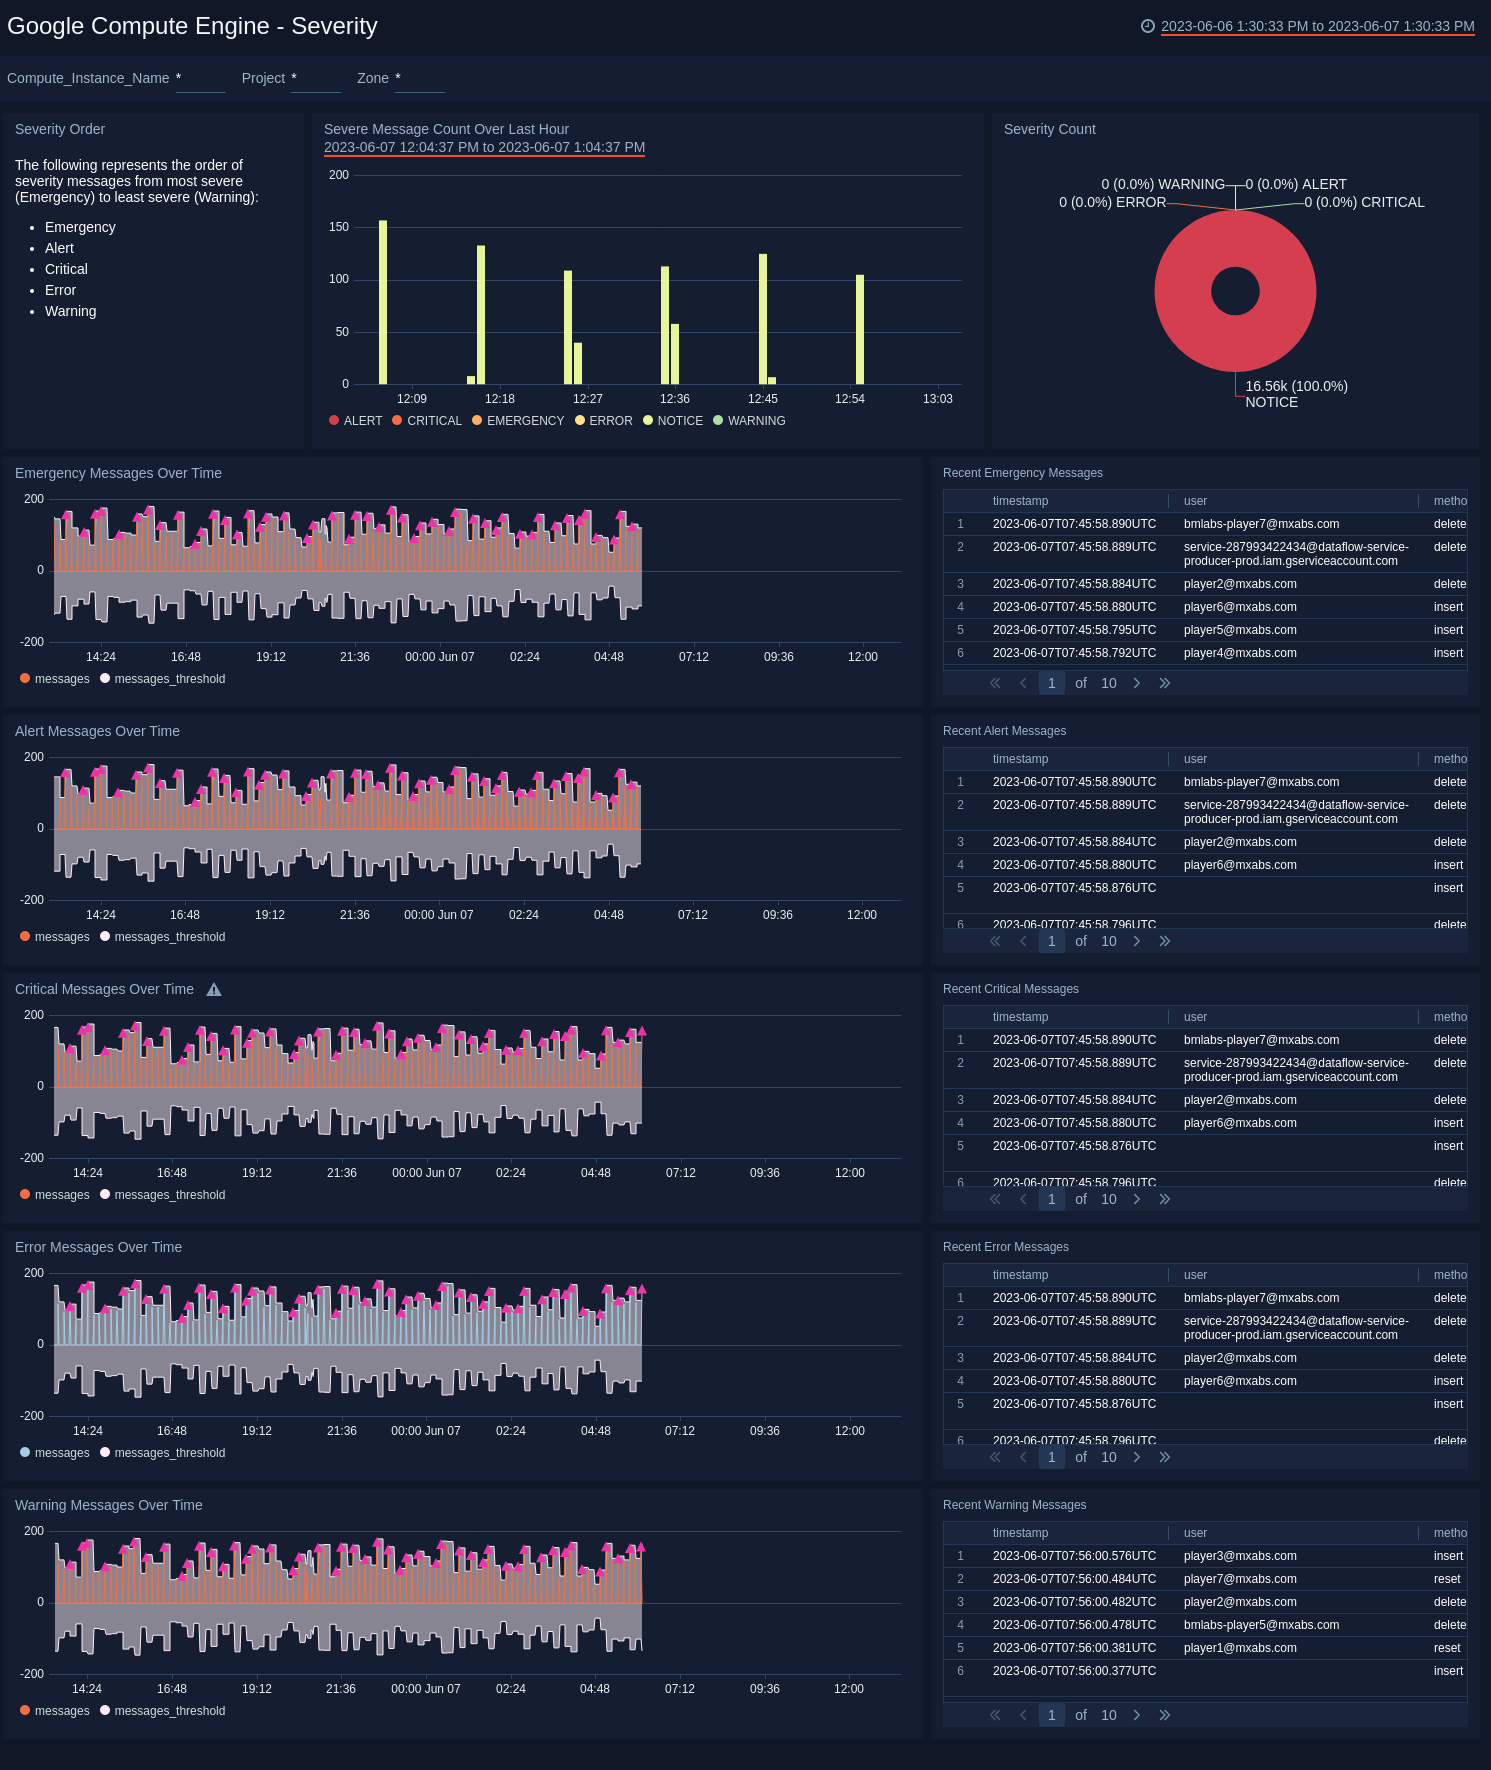 Google Compute Engine - Severity
2023-06-06 1:30:33 PM to 2023-06-07 1:30:33 PM
Compute_Instance_Name * Project * Zone *
Severity Order
The following represents the order of
severity messages from most severe
(Emergency) to least severe (Warning):
• Emergency
• Alert
• Critical
• Error
• Warning
Severe Message Count Over Last Hour
2023-06-07 12:04:37 PM to 2023-06-07 1:04:37 PM
200
150
100
50
0
12:09 12:18 12:27 12:36 12:45 12:54 13:03
ALERT CRITICAL EMERGENCY ERROR NOTICE WARNING
Severity Count
0 (0.0%) WARNING 0 (0.0%) ALERT
0 (0.0%) ERROR 0 (0.0%) CRITICAL
16.56k (100.0%)
NOTICE
Emergency Messages Over Time
200
0
-200
14:24 16:48 19:12 21:36 00:00 Jun 07 02:24 04:48 07:12 09:36 12:00
messages messages_threshold
Recent Emergency Messages
timestamp user metho
1 2023-06-07T07:45:58.890UTC bmlabs-player7@mxabs.com delete
2 2023-06-07T07:45:58.889UTC service-287993422434@dataflow-service- delete
producer-prod.iam.gserviceaccount.com
3 2023-06-07T07:45:58.884UTC player2@mxabs.com delete
4 2023-06-07T07:45:58.880UTC player6@mxabs.com insert
5 2023-06-07T07:45:58.795UTC player5@mxabs.com insert
6 2023-06-07T07:45:58.792UTC player4@mxabs.com insert
1 of 10
Alert Messages Over Time
200
0
-200
14:24 16:48 19:12 21:36 00:00 Jun 07 02:24 04:48 07:12 09:36 12:00
messages messages_threshold
Recent Alert Messages
timestamp user metho
1 2023-06-07T07:45:58.890UTC bmlabs-player7@mxabs.com delete
2 2023-06-07T07:45:58.889UTC service-287993422434@dataflow-service- delete
producer-prod.iam.gserviceaccount.com
3 2023-06-07T07:45:58.884UTC player2@mxabs.com delete
4 2023-06-07T07:45:58.880UTC player6@mxabs.com insert
5 2023-06-07T07:45:58.876UTC insert
6 2023-06-07T07:45:58.796UTC delete
1 of 10
Critical Messages Over Time
200
0
-200
14:24 16:48 19:12 21:36 00:00 Jun 07 02:24 04:48 07:12 09:36 12:00
messages messages_threshold
Recent Critical Messages
timestamp user metho
1 2023-06-07T07:45:58.890UTC bmlabs-player7@mxabs.com delete
2 2023-06-07T07:45:58.889UTC service-287993422434@dataflow-service- delete
producer-prod.iam.gserviceaccount.com
3 2023-06-07T07:45:58.884UTC player2@mxabs.com delete
4 2023-06-07T07:45:58.880UTC player6@mxabs.com insert
5 2023-06-07T07:45:58.876UTC insert
6 2023-06-07T07:45:58.796UTC delete
1 of 10
Error Messages Over Time
200
0
-200
14:24 16:48 19:12 21:36 00:00 Jun 07 02:24 04:48 07:12 09:36 12:00
messages messages_threshold
Recent Error Messages
timestamp user metho
1 2023-06-07T07:45:58.890UTC bmlabs-player7@mxabs.com delete
2 2023-06-07T07:45:58.889UTC service-287993422434@dataflow-service- delete
producer-prod.iam.gserviceaccount.com
3 2023-06-07T07:45:58.884UTC player2@mxabs.com delete
4 2023-06-07T07:45:58.880UTC player6@mxabs.com insert
5 2023-06-07T07:45:58.876UTC insert
6 2023-06-07T07:45:58.796UTC delete
1 of 10
Warning Messages Over Time
200
0
-200
14:24 16:48 19:12 21:36 00:00 Jun 07 02:24 04:48 07:12 09:36 12:00
messages messages_threshold
Recent Warning Messages
timestamp user metho
1 2023-06-07T07:56:00.576UTC player3@mxabs.com insert
2 2023-06-07T07:56:00.484UTC player7@mxabs.com reset
3 2023-06-07T07:56:00.482UTC player2@mxabs.com delete
4 2023-06-07T07:56:00.478UTC bmlabs-player5@mxabs.com delete
5 2023-06-07T07:56:00.381UTC player1@mxabs.com reset
6 2023-06-07T07:56:00.377UTC insert
1 of 10